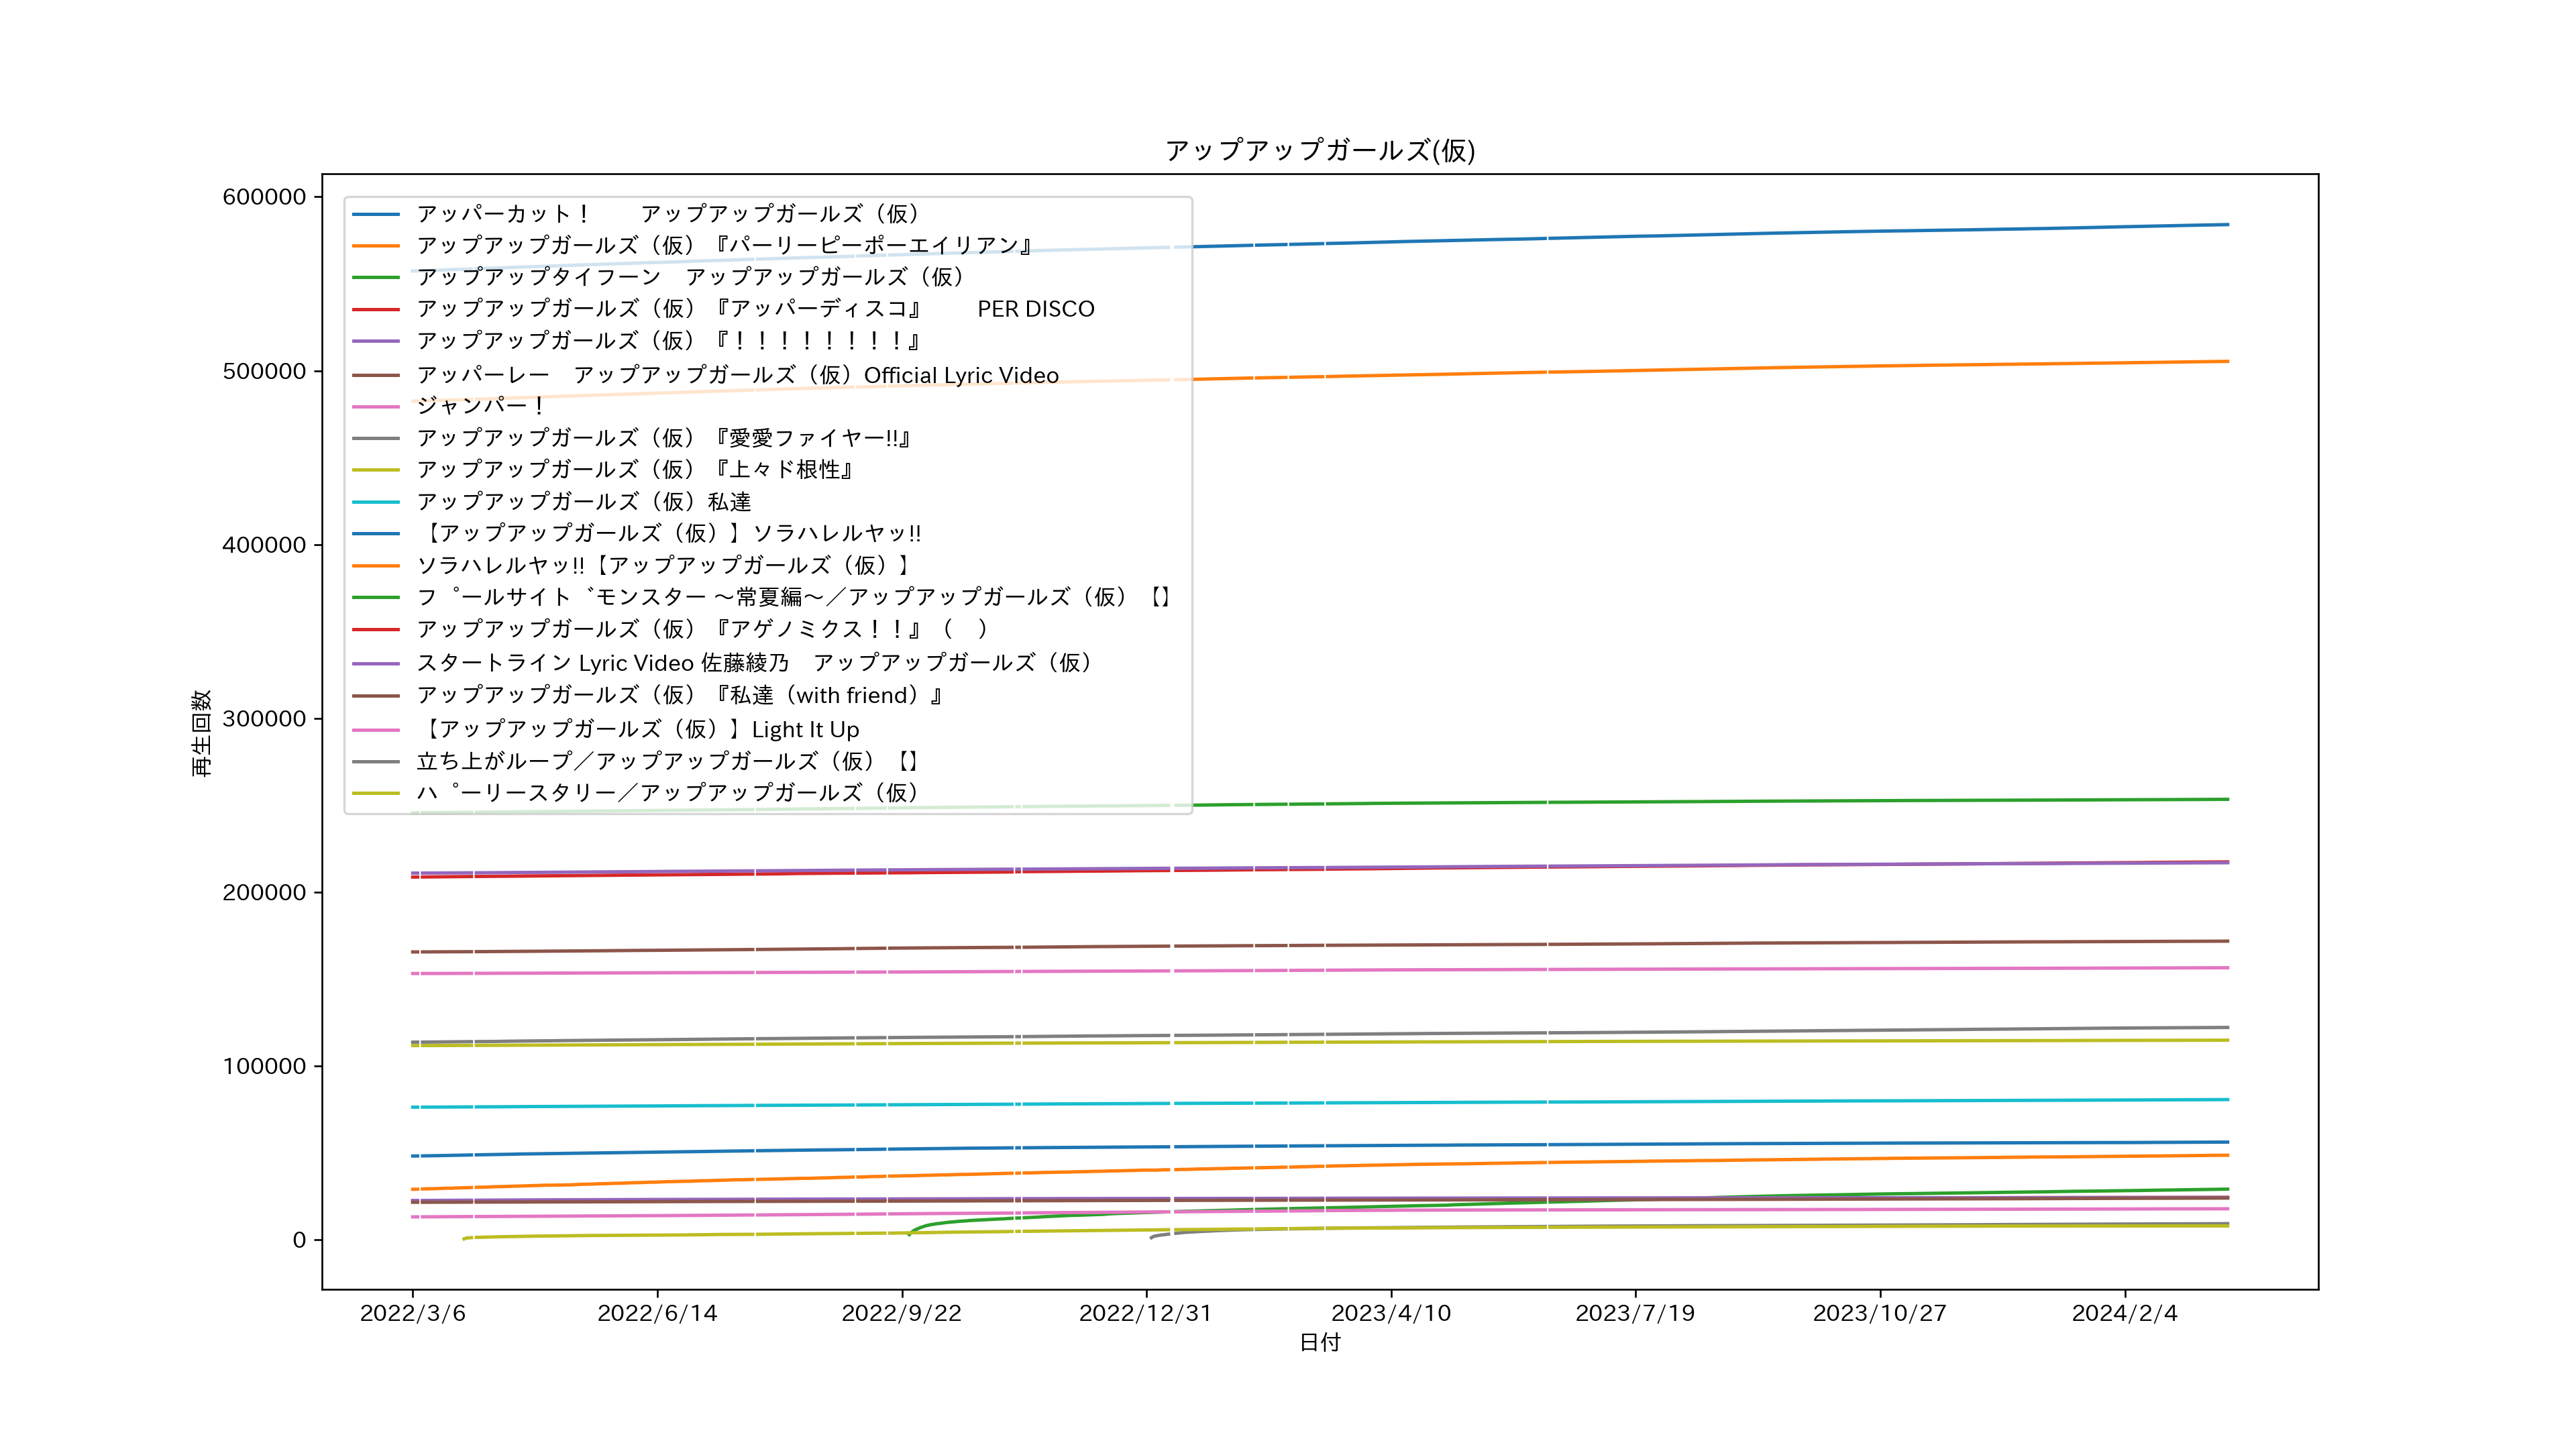 アップアップガールズ(仮)
600000
500000
400000
300000
200000
100000
0
再生回数
アッパーカット！　　アップアップガールズ（仮）
アップアップガールズ（仮）『パーリーピーポーエイリアン』
アップアップタイフーン　アップアップガールズ（仮）
アップアップガールズ（仮）『アッパーディスコ』　　PER DISCO
アップアップガールズ（仮）『！！！！！！！！』
アッパーレー　アップアップガールズ（仮）Official Lyric Video
ジャンパー！
アップアップガールズ（仮）『愛愛ファイヤー!!』
アップアップガールズ（仮）『上々ド根性』
アップアップガールズ（仮）私達
【アップアップガールズ（仮）】ソラハレルヤッ!!
ソラハレルヤッ!!【アップアップガールズ（仮）】
フ゜ールサイト゛モンスター ～常夏編～／アップアップガールズ（仮）【】
アップアップガールズ（仮）『アゲノミクス！！』（　）
スタートライン Lyric Video 佐藤綾乃　アップアップガールズ（仮）
アップアップガールズ（仮）『私達（with friend）』
【アップアップガールズ（仮）】Light It Up
立ち上がループ／アップアップガールズ（仮）【】
ハ゜ーリースタリー／アップアップガールズ（仮）
2022/3/6 2022/6/14 2022/9/22 2022/12/31 2023/4/10 2023/7/19 2023/10/27 2024/2/4
日付